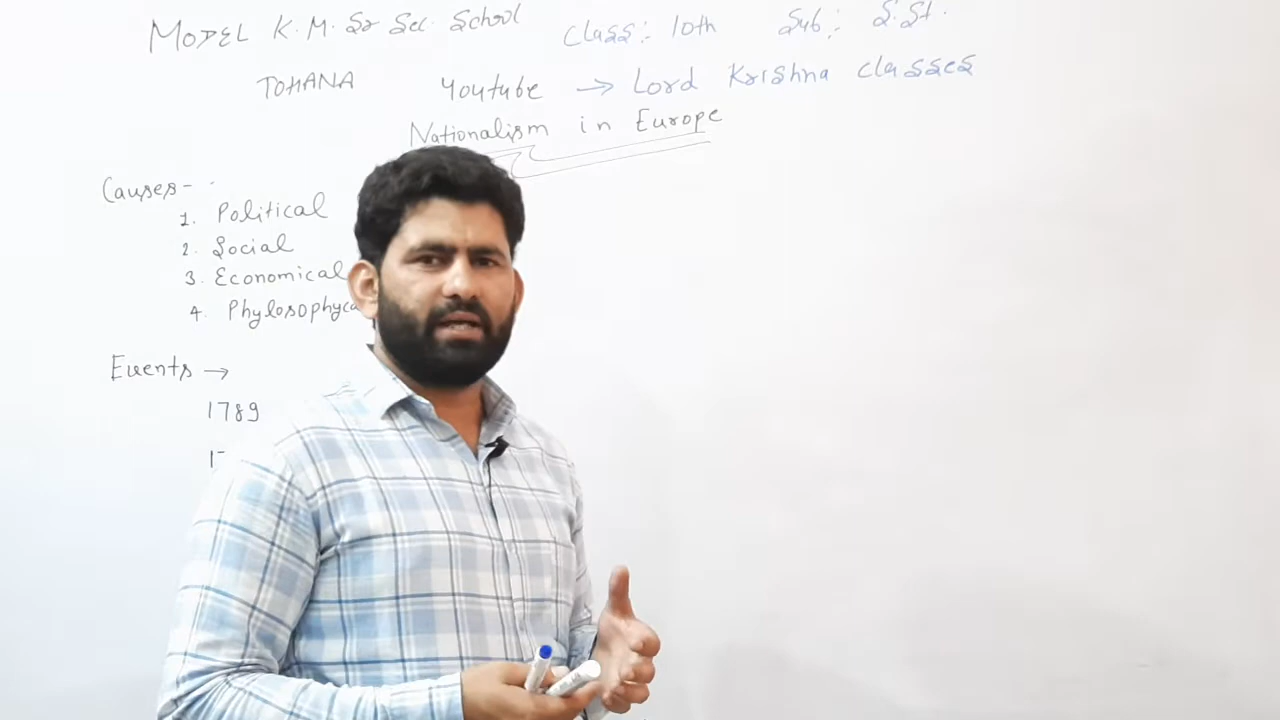 MODEL K.M. Sr Sec. School Class:- 10th Sub:- S.St.
TOHANA Youtube → Lord Krishna classes
Nationalism in Europe
Causes-
1. Political
2. Social
3. Economical
4. Phylosophyca
Events →
1789